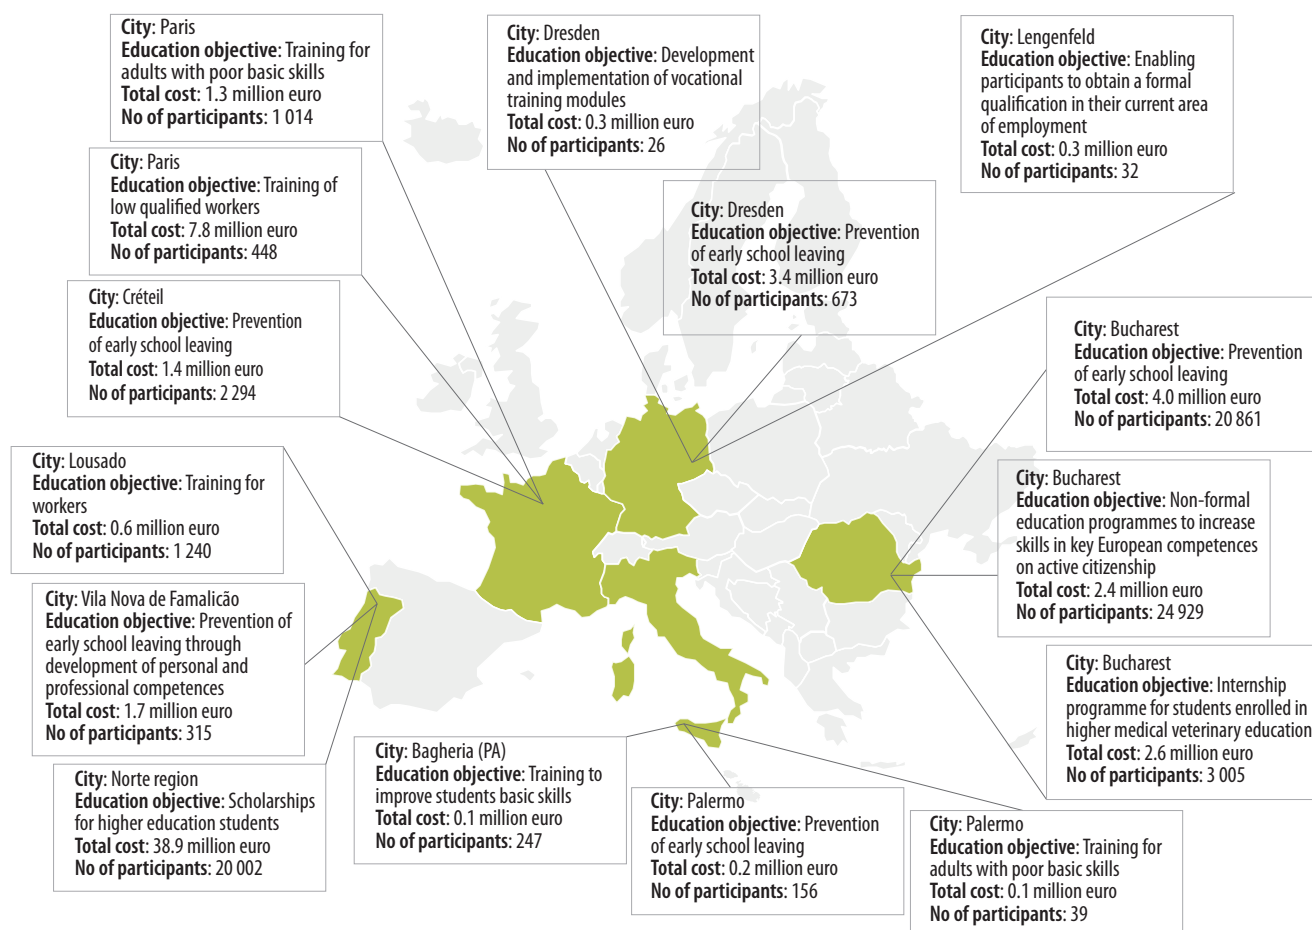 City: Paris
Education objective: Training for
adults with poor basic skills
Total cost: 1.3 million euro
No of participants: 1 014
City: Dresden
Education objective: Development
and implementation of vocational
training modules
Total cost: 0.3 million euro
No of participants: 26
City: Lengenfeld
Education objective: Enabling
participants to obtain a formal
qualification in their current area
of employment
Total cost: 0.3 million euro
No of participants: 32
City: Paris
Education objective: Training of
low qualified workers
Total cost: 7.8 million euro
No of participants: 448
City: Dresden
Education objective: Prevention
of early school leaving
Total cost: 3.4 million euro
No of participants: 673
City: Créteil
Education objective: Prevention
of early school leaving
Total cost: 1.4 million euro
No of participants: 2 294
City: Bucharest
Education objective: Prevention
of early school leaving
Total cost: 4.0 million euro
No of participants: 20 861
City: Lousado
Education objective: Training for
workers
Total cost: 0.6 million euro
No of participants: 1 240
City: Bucharest
Education objective: Non-formal
education programmes to increase
skills in key European competences
on active citizenship
Total cost: 2.4 million euro
No of participants: 24 929
City: Vila Nova de Famalicão
Education objective: Prevention of
early school leaving through
development of personal and
professional competences
Total cost: 1.7 million euro
No of participants: 315
City: Bucharest
Education objective: Internship
programme for students enrolled in
higher medical veterinary education
Total cost: 2.6 million euro
No of participants: 3 005
City: Norte region
Education objective: Scholarships
for higher education students
Total cost: 38.9 million euro
No of participants: 20 002
City: Bagheria (PA)
Education objective: Training to
improve students basic skills
Total cost: 0.1 million euro
No of participants: 247
City: Palermo
Education objective: Prevention
of early school leaving
Total cost: 0.2 million euro
No of participants: 156
City: Palermo
Education objective: Training for
adults with poor basic skills
Total cost: 0.1 million euro
No of participants: 39